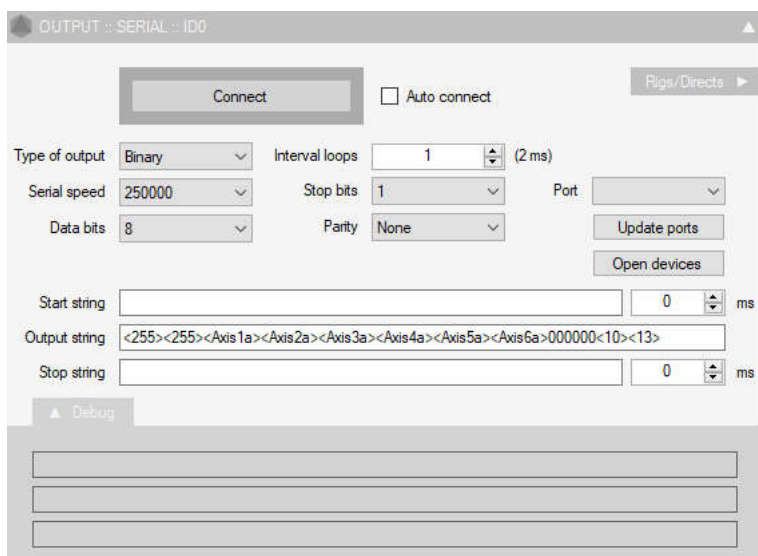 OUTPUT :: SERIAL :: ID0
Rigs/Directs
Connect
Auto connect
Type of output Binary Interval loops 1 (2 ms)
Serial speed 250000 Stop bits 1 Port
Data bits 8 Parity None Update ports
Open devices
Start string 0 ms
Output string <255><255><Axis1a><Axis2a><Axis3a><Axis4a><Axis5a><Axis6a>000000<10><13>
Stop string 0 ms
Debug